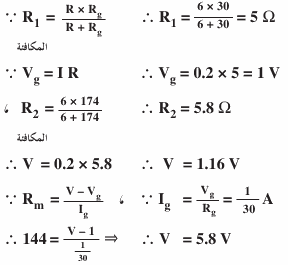 ∵ R₁ = (R × R_g)/(R + R_g) ∴ R₁ = (6 × 30)/(6 + 30) = 5 Ω
المكافئة
∵ V_g = I R ∴ V_g = 0.2 × 5 = 1 V
، R₂ = (6 × 174)/(6 + 174) ∴ R₂ = 5.8 Ω
المكافئة
∴ V = 0.2 × 5.8 ∴ V = 1.16 V
∵ R_m = (V − V_g)/I_g ، ∵ I_g = V_g/R_g = 1/30 A
∴ 144 = (V − 1)/(1/30) ⇒ ∴ V = 5.8 V